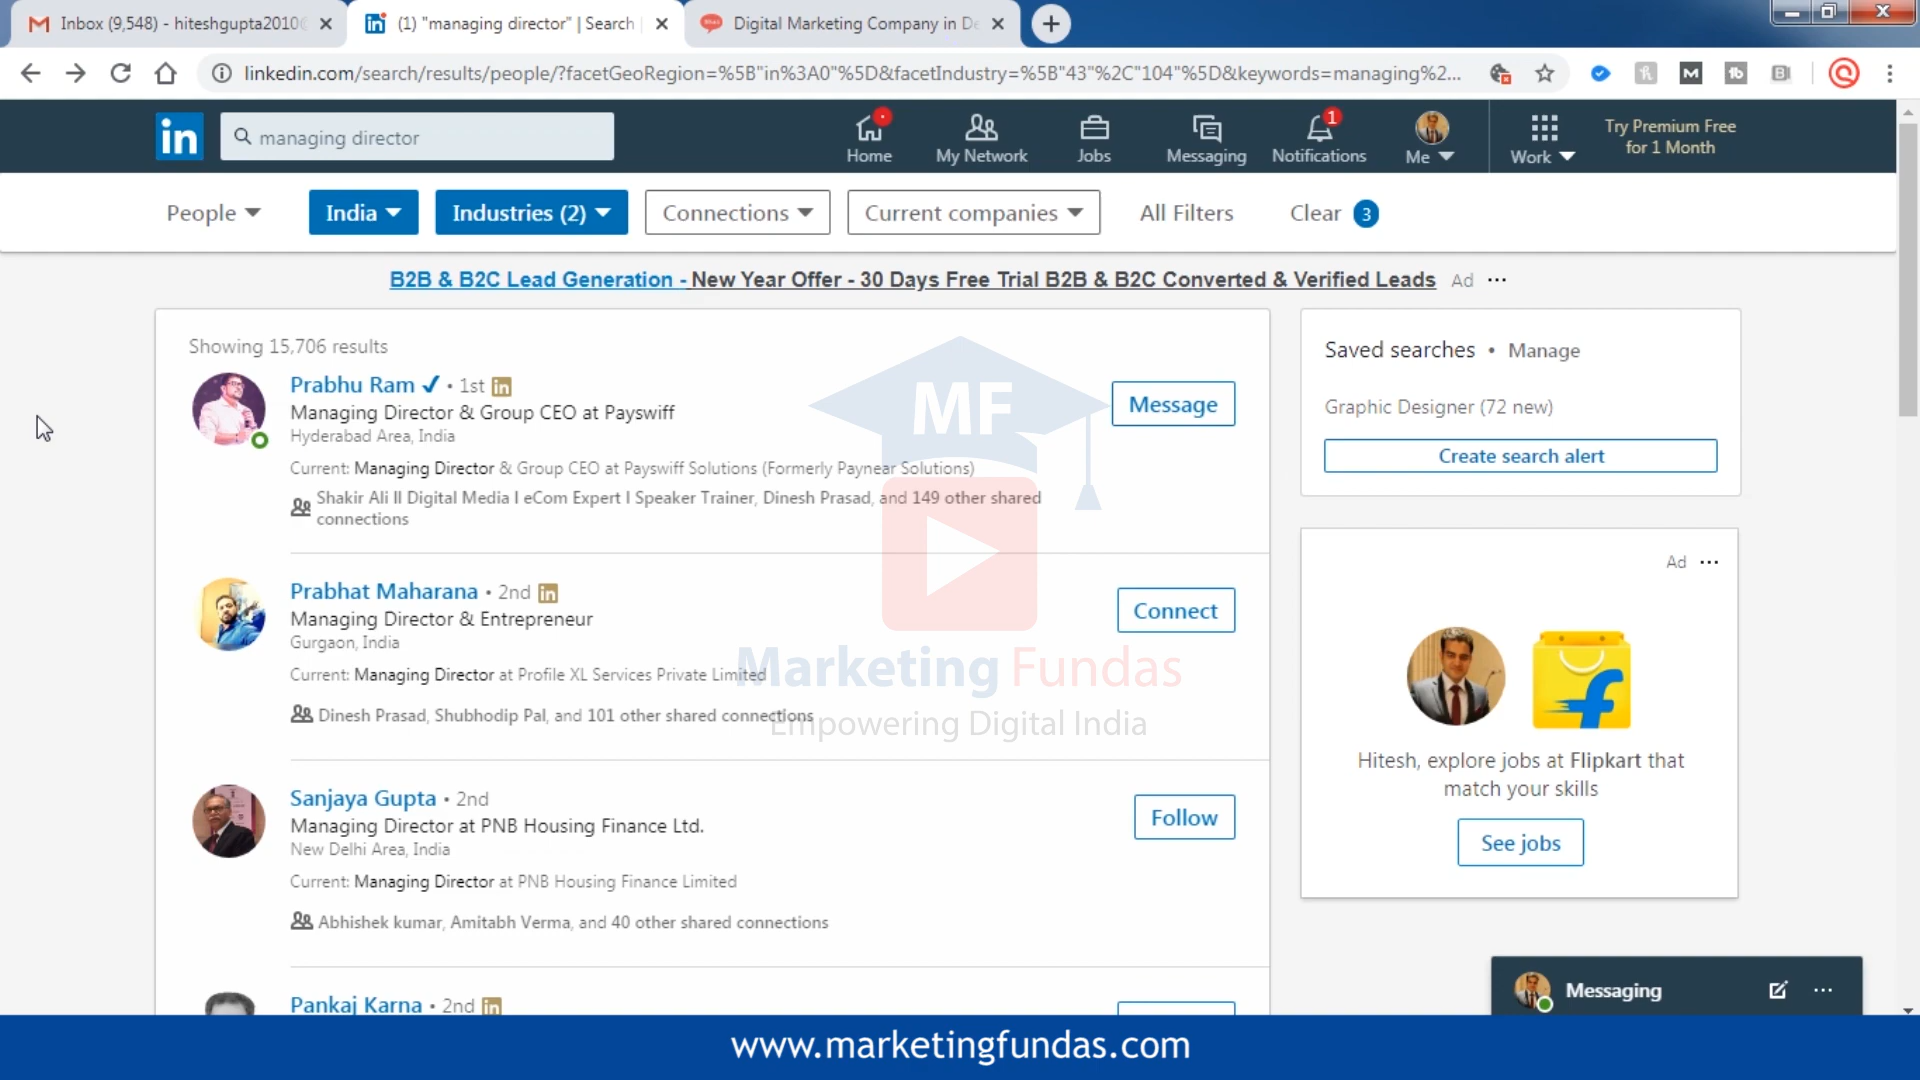 Inbox (9,548) - hiteshgupta2010
(1) "managing director" | Search
Digital Marketing Company in De
linkedin.com/search/results/people/?facetGeoRegion=%5B"in%3A0"%5D&facetIndustry=%5B"43"%2C"104"%5D&keywords=managing%2...
in
managing director
Home
My Network
Jobs
Messaging
1
Notifications
Me
Work
Try Premium Free
for 1 Month
People
India
Industries (2)
Connections
Current companies
All Filters
Clear 3
B2B & B2C Lead Generation - New Year Offer - 30 Days Free Trial B2B & B2C Converted & Verified Leads Ad ...
Showing 15,706 results
Prabhu Ram ✔ • 1st in
Managing Director & Group CEO at Payswiff
Hyderabad Area, India
Current: Managing Director & Group CEO at Payswiff Solutions (Formerly Paynear Solutions)
Shakir Ali II Digital Media I eCom Expert I Speaker Trainer, Dinesh Prasad, and 149 other shared
connections
Message
Prabhat Maharana • 2nd in
Managing Director & Entrepreneur
Gurgaon, India
Current: Managing Director at Profile XL Services Private Limited
Dinesh Prasad, Shubhodip Pal, and 101 other shared connections
Connect
Sanjaya Gupta • 2nd
Managing Director at PNB Housing Finance Ltd.
New Delhi Area, India
Current: Managing Director at PNB Housing Finance Limited
Abhishek kumar, Amitabh Verma, and 40 other shared connections
Follow
Pankaj Karna • 2nd in
MF
Marketing Fundas
Empowering Digital India
Saved searches • Manage
Graphic Designer (72 new)
Create search alert
Ad ...
Hitesh, explore jobs at Flipkart that
match your skills
See jobs
Messaging
www.marketingfundas.com